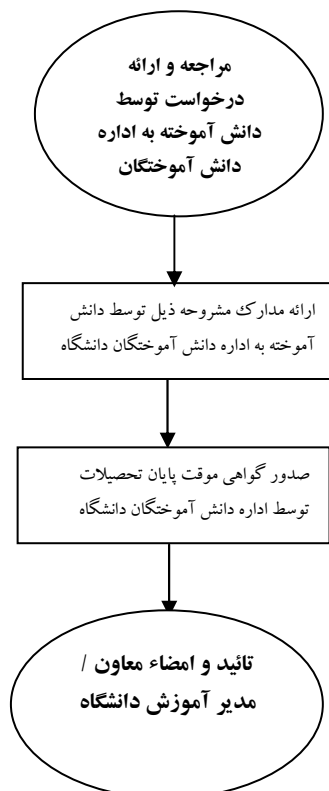 مراجعه و ارائه
درخواست توسط
دانش آموخته به اداره
دانش آموختگان
ارائه مدارک مشروحه ذیل توسط دانش
آموخته به اداره دانش آموختگان دانشگاه
صدور گواهی موقت پایان تحصیلات
توسط اداره دانش آموختگان دانشگاه
تائید و امضاء معاون /
مدیر آموزش دانشگاه